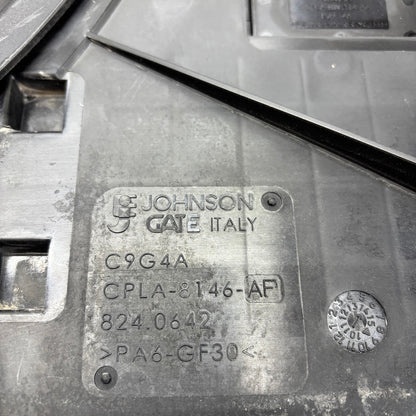 JOHNSON
GATE ITALY
C9G4A
CPLA-8146-AF
824.0642
>PA6-GF30<